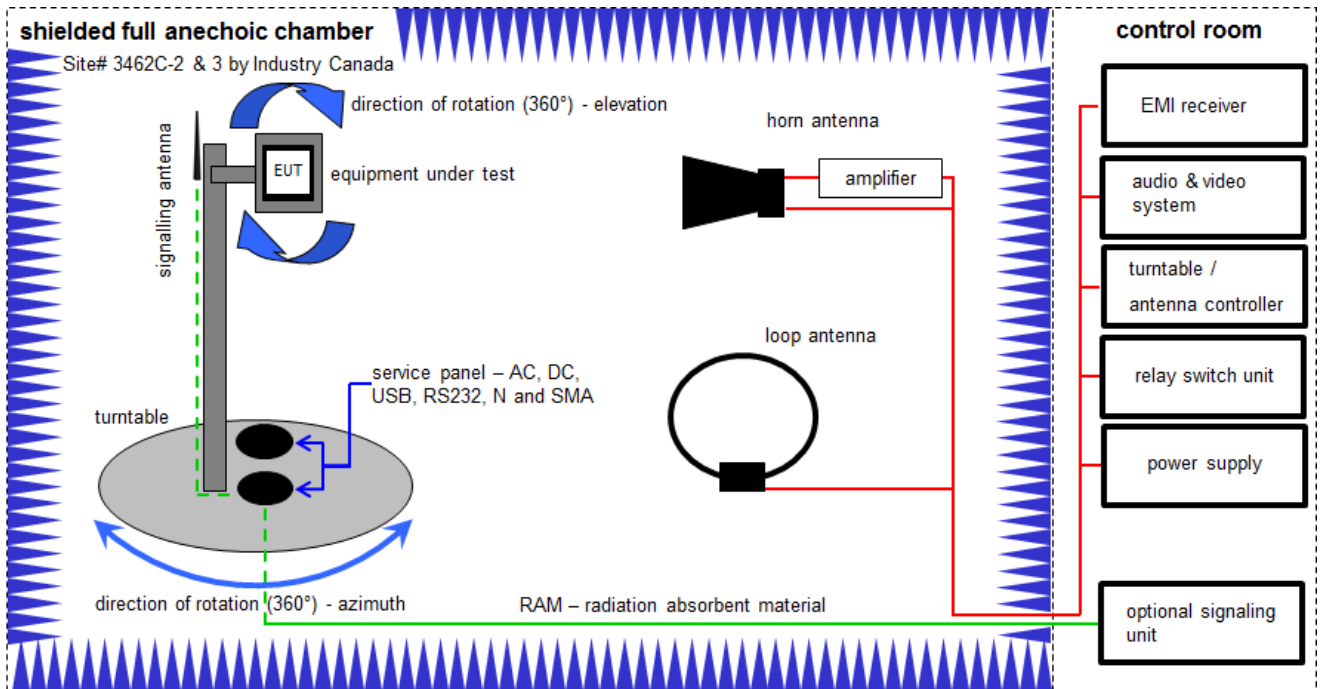 shielded full anechoic chamber
Site# 3462C-2 & 3 by Industry Canada
direction of rotation (360°) - elevation
signalling antenna
EUT
equipment under test
horn antenna
amplifier
loop antenna
service panel – AC, DC,
USB, RS232, N and SMA
turntable
direction of rotation (360°) - azimuth
RAM – radiation absorbent material
control room
EMI receiver
audio & video
system
turntable /
antenna controller
relay switch unit
power supply
optional signaling
unit